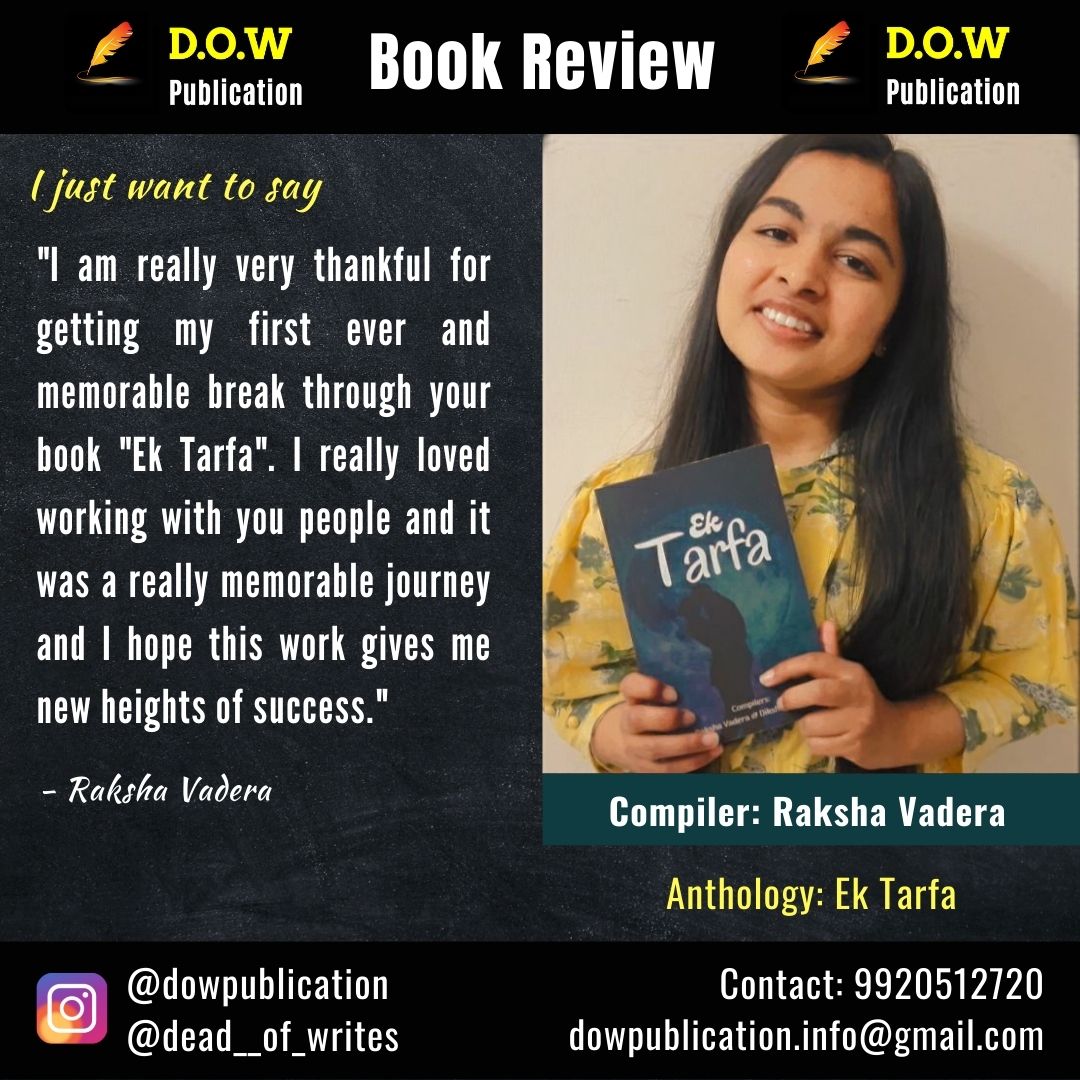 D.O.W
Publication
Book Review
D.O.W
Publication
I just want to say
"I am really very thankful for
getting my first ever and
memorable break through your
book "Ek Tarfa". I really loved
working with you people and it
was a really memorable journey
and I hope this work gives me
new heights of success."
- Raksha Vadera
Ek
Tarfa
Compilers:
Vadera &
Compiler: Raksha Vadera
Anthology: Ek Tarfa
@dowpublication
@dead__of_writes
Contact: 9920512720
dowpublication.info@gmail.com